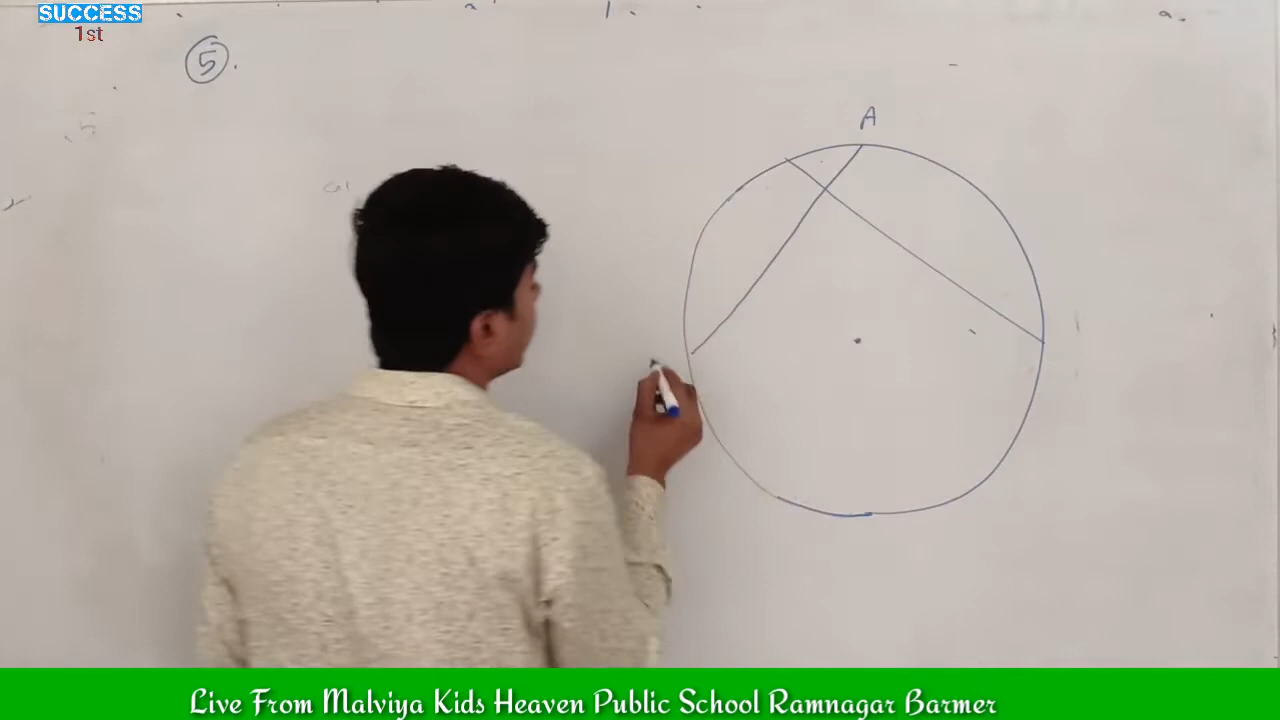 SUCCESS
1st
5.
A
Live From Malviya Kids Heaven Public School Ramnagar Barmer